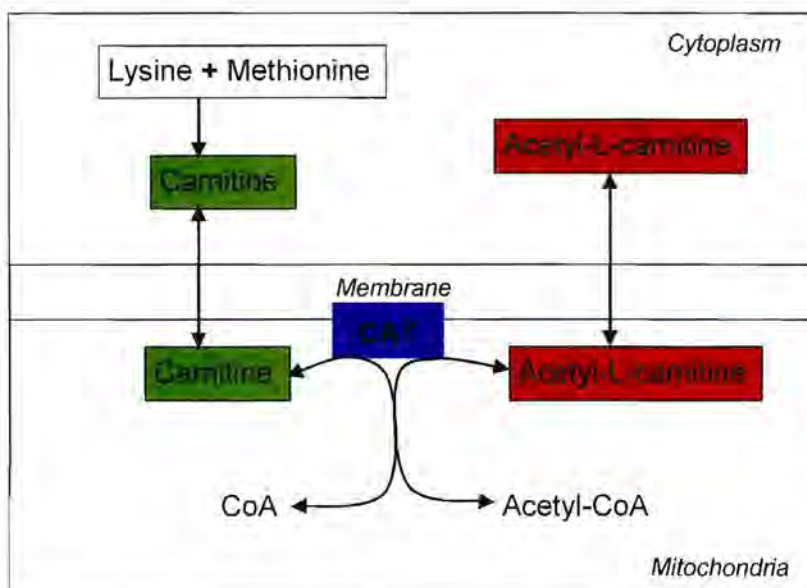 Cytoplasm
Lysine + Methionine
Acetyl-L-carnitine
Carnitine
Membrane
CAT
Carnitine
Acetyl-L-carnitine
CoA
Acetyl-CoA
Mitochondria